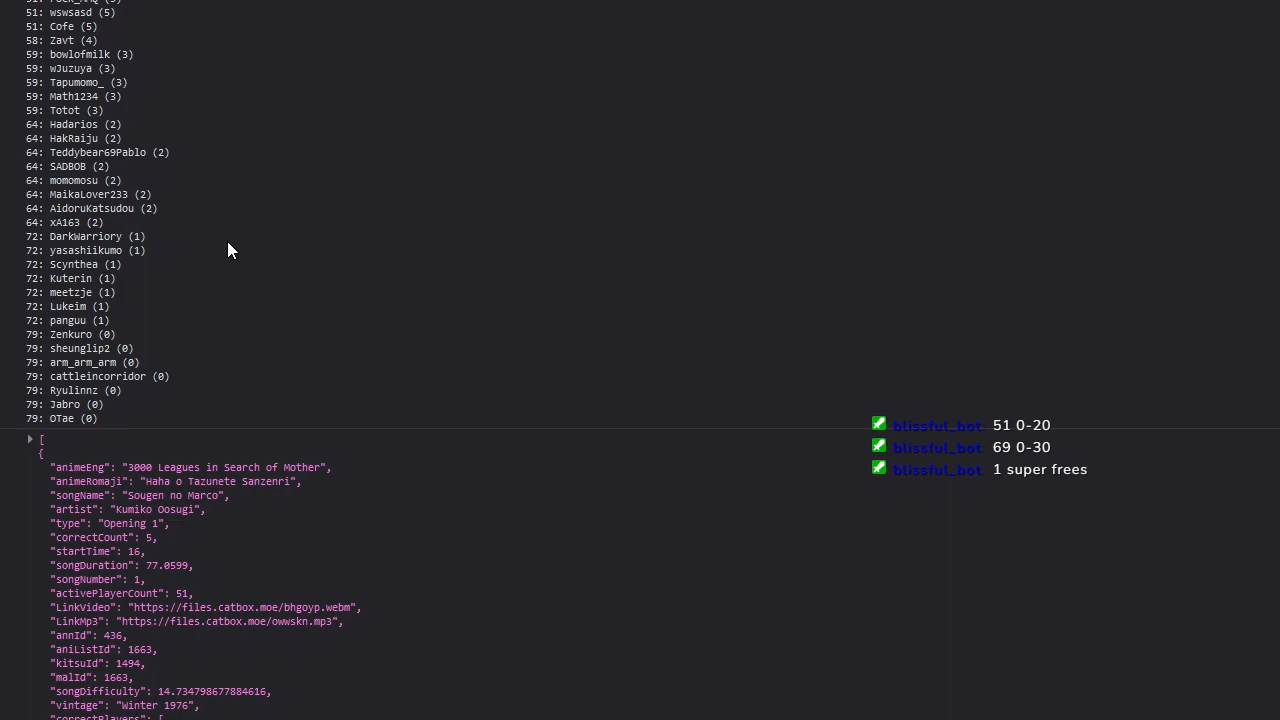 51: wswsasd (5)
51: Cofe (5)
58: Zavt (4)
59: bowlofmilk (3)
59: wJuzuya (3)
59: Tapumomo_ (3)
59: Math1234 (3)
59: Totot (3)
64: Hadarios (2)
64: HakRaiju (2)
64: Teddybear69Pablo (2)
64: SADBOB (2)
64: momomosu (2)
64: MaikaLover233 (2)
64: AidoruKatsudou (2)
64: xA163 (2)
72: DarkWarriory (1)
72: yasashiikumo (1)
72: Scynthea (1)
72: Kuterin (1)
72: meetzje (1)
72: Lukeim (1)
72: panguu (1)
79: Zenkuro (0)
79: sheunglip2 (0)
79: arm_arm_arm (0)
79: cattleincorridor (0)
79: Ryulinnz (0)
79: Jabro (0)
79: OTae (0)
[
{
"animeEng": "3000 Leagues in Search of Mother",
"animeRomaji": "Haha o Tazunete Sanzenri",
"songName": "Sougen no Marco",
"artist": "Kumiko Oosugi",
"type": "Opening 1",
"correctCount": 5,
"startTime": 16,
"songDuration": 77.0599,
"songNumber": 1,
"activePlayerCount": 51,
"LinkVideo": "https://files.catbox.moe/bhgoyp.webm",
"LinkMp3": "https://files.catbox.moe/owwskn.mp3",
"annId": 436,
"aniListId": 1663,
"kitsuId": 1494,
"malId": 1663,
"songDifficulty": 14.734798677884616,
"vintage": "Winter 1976",
"correctPlayers": [
blissful_bot: 51 0-20
blissful_bot: 69 0-30
blissful_bot: 1 super frees